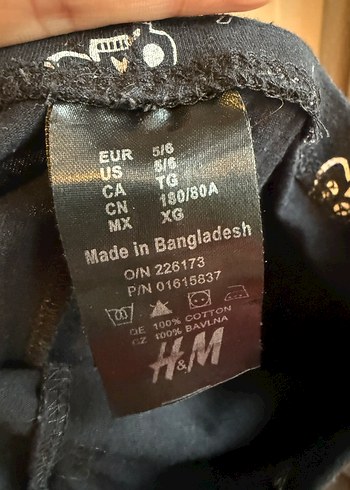 EUR 5/6
US 5/6
CA TG
CN 180/80A
MX XG
Made in Bangladesh
O/N 226173
P/N 01615837
100% COTTON
CZ 100% BAVLNA
H&M